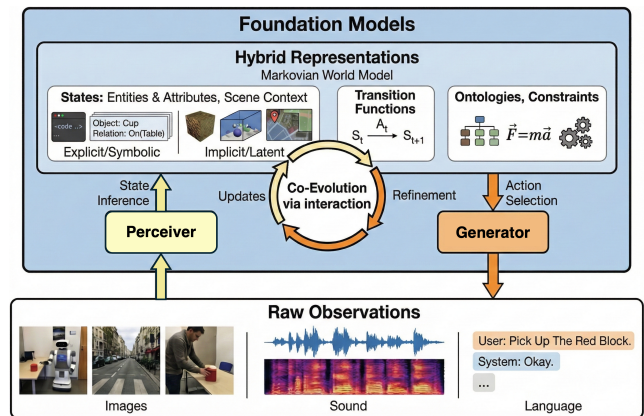 Foundation Models
Hybrid Representations
Markovian World Model
States: Entities & Attributes, Scene Context
<code ..>
Object: Cup
Relation: On(Table)
Explicit/Symbolic
Implicit/Latent
Transition
Functions
A_t
S_t → S_t+1
Ontologies, Constraints
F⃗=ma⃗
State
Inference
Updates
Co-Evolution
via interaction
Refinement
Action
Selection
Perceiver
Generator
Raw Observations
Images
Sound
User: Pick Up The Red Block.
System: Okay.
...
Language